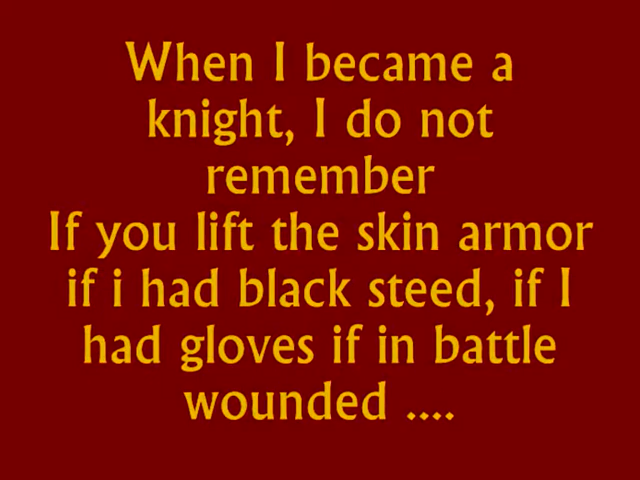 When I became a
knight, I do not
remember
If you lift the skin armor
if i had black steed, if I
had gloves if in battle
wounded ....